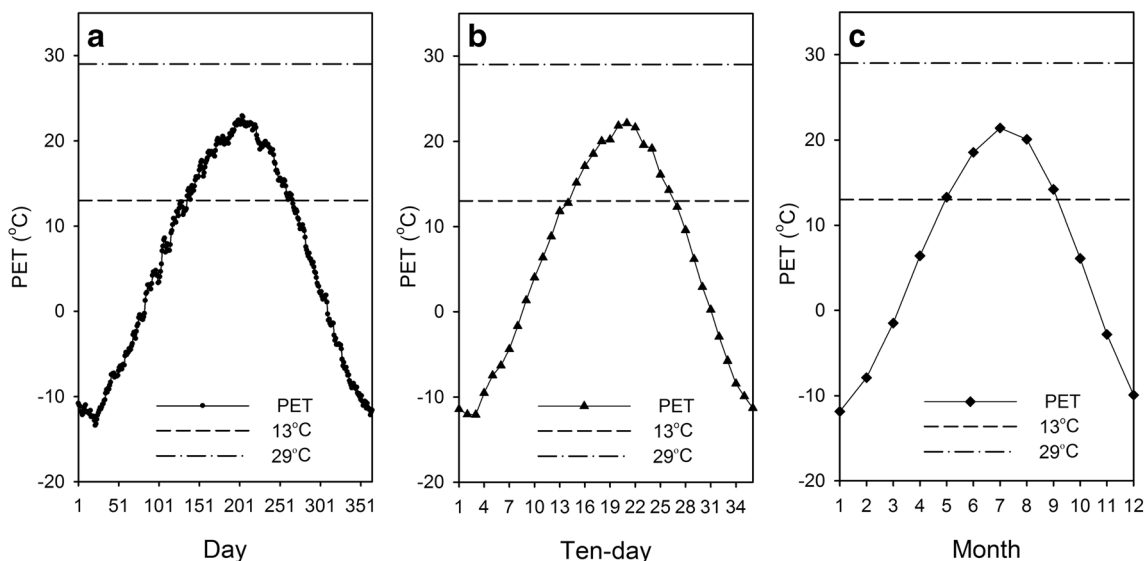 a
30
20
10
0
-10
-20
PET (°C)
PET
13°C
29°C
1 51 101 151 201 251 301 351
Day
b
30
20
10
0
-10
-20
PET (°C)
PET
13°C
29°C
1 4 7 10 13 16 19 22 25 28 31 34
Ten-day
c
30
20
10
0
-10
-20
PET (°C)
PET
13°C
29°C
1 2 3 4 5 6 7 8 9 10 11 12
Month